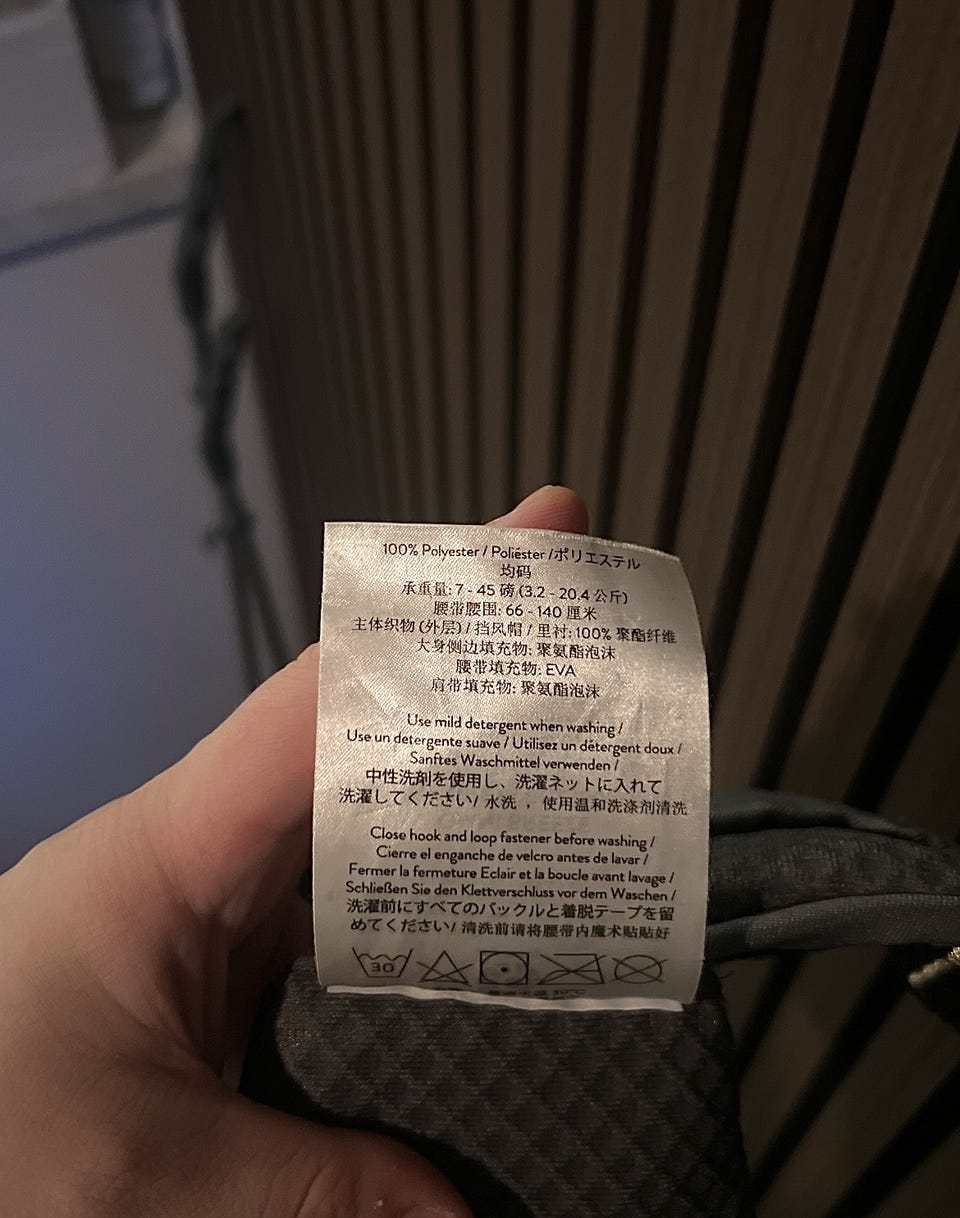 100% Polyester / Poliéster /ポリエステル
均码
承重量: 7 - 45 磅 (3.2 - 20.4 公斤)
腰带腰围: 66 - 140 厘米
主体织物 (外层) / 挡风帽 / 里衬: 100% 聚酯纤维
大身侧边填充物: 聚氨酯泡沫
腰带填充物: EVA
肩带填充物: 聚氨酯泡沫
Use mild detergent when washing /
Use un detergente suave / Utilisez un détergent doux /
Sanftes Waschmittel verwenden /
中性洗剤を使用し、洗濯ネットに入れて
洗濯してください/ 水洗 ，使用温和洗涤剂清洗
Close hook and loop fastener before washing /
Cierre el enganche de velcro antes de lavar /
Fermer la fermeture Eclair et la boucle avant lavage /
Schließen Sie den Klettverschluss vor dem Waschen /
洗濯前にすべてのバックルと着脱テープを留
めてください/ 清洗前请将腰带内魔术贴贴好
30